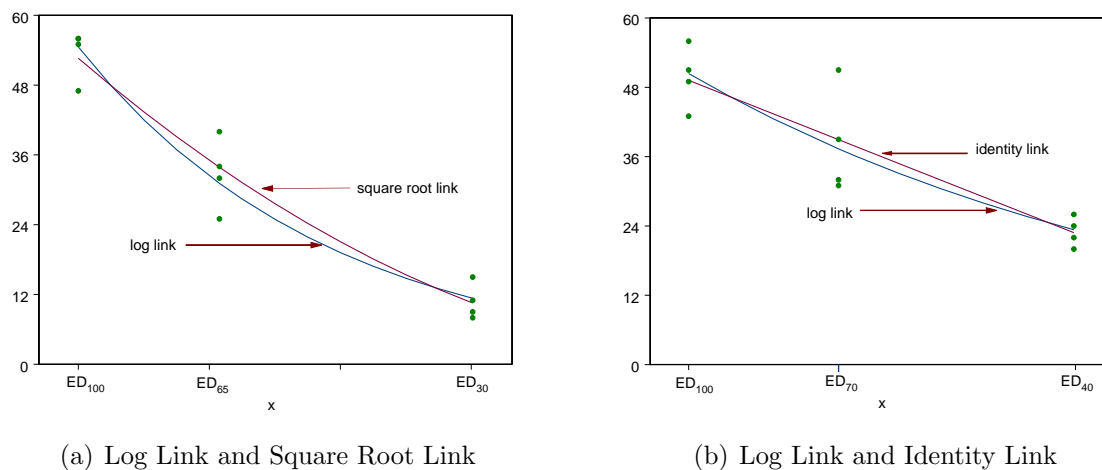 60
48
36
24
12
0
square root link
log link
ED100
ED65
ED30
x
(a) Log Link and Square Root Link
60
48
36
24
12
0
identity link
log link
ED100
ED70
ED40
x
(b) Log Link and Identity Link